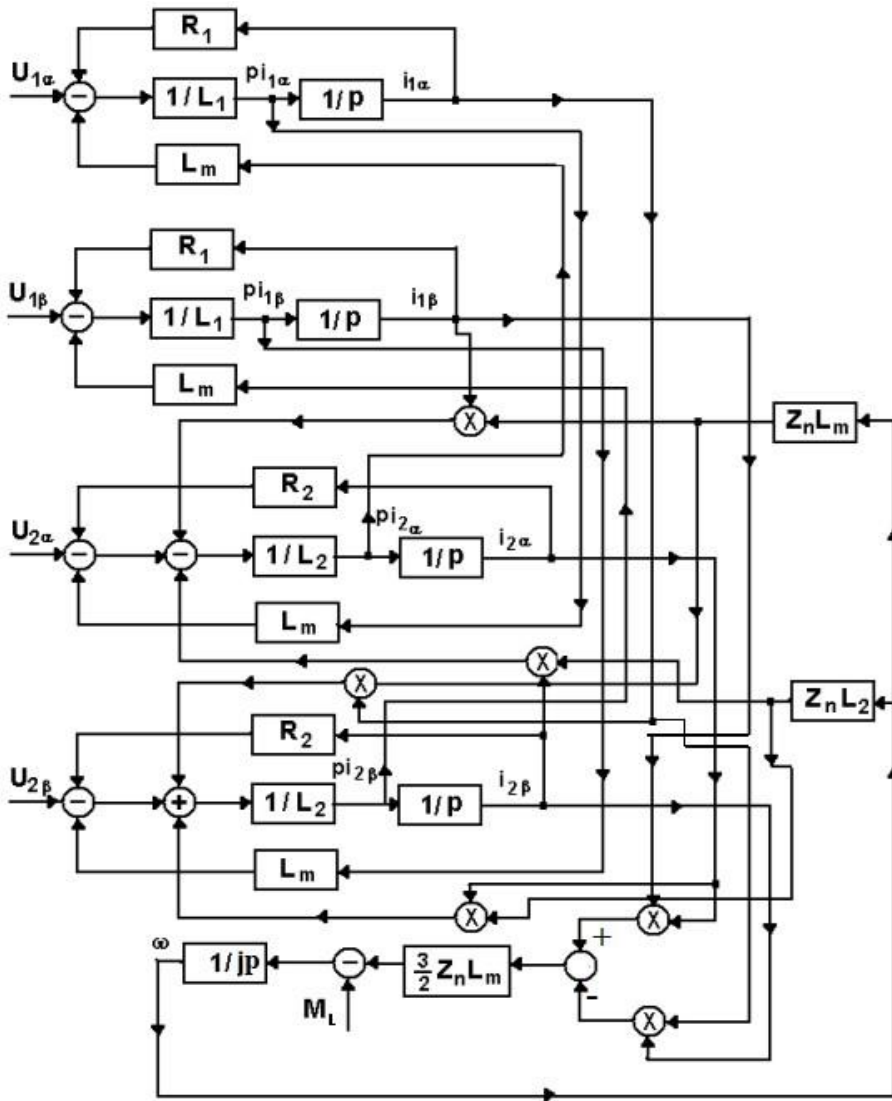 R₁
U₁α
−
1/L₁
pi₁α
1/p
i₁α
Lₘ
R₁
U₁β
−
1/L₁
pi₁β
1/p
i₁β
Lₘ
X
ZₙLₘ
R₂
U₂α
−
−
1/L₂
pi₂α
1/p
i₂α
Lₘ
X
X
ZₙL₂
R₂
U₂β
−
+
1/L₂
pi₂β
1/p
i₂β
Lₘ
X
X
ω
1/jp
−
3/2 ZₙLₘ
+
-
M_L
X